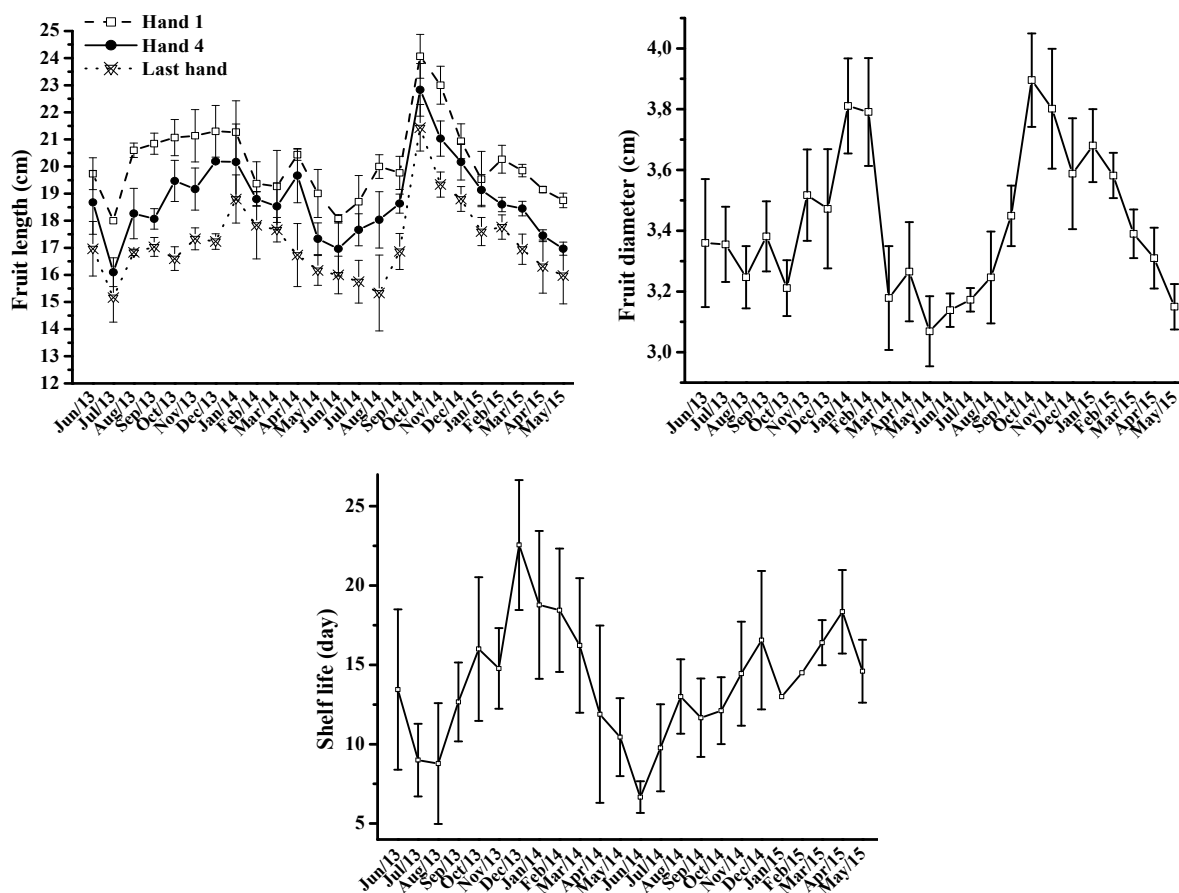 Hand 1
Hand 4
Last hand
Fruit length (cm)
25
24
23
22
21
20
19
18
17
16
15
14
13
12
Jun/13
Jul/13
Aug/13
Sep/13
Oct/13
Nov/13
Dec/13
Jan/14
Feb/14
Mar/14
Apr/14
May/14
Jun/14
Jul/14
Aug/14
Sep/14
Oct/14
Nov/14
Dec/14
Jan/15
Feb/15
Mar/15
Apr/15
May/15
Fruit diameter (cm)
4,0
3,8
3,6
3,4
3,2
3,0
Jun/13
Jul/13
Aug/13
Sep/13
Oct/13
Nov/13
Dec/13
Jan/14
Feb/14
Mar/14
Apr/14
May/14
Jun/14
Jul/14
Aug/14
Sep/14
Oct/14
Nov/14
Dec/14
Jan/15
Feb/15
Mar/15
Apr/15
May/15
Shelf life (day)
25
20
15
10
5
Jun/13
Jul/13
Aug/13
Sep/13
Oct/13
Nov/13
Dec/13
Jan/14
Feb/14
Mar/14
Apr/14
May/14
Jun/14
Jul/14
Aug/14
Sep/14
Oct/14
Nov/14
Dec/14
Jan/15
Feb/15
Mar/15
Apr/15
May/15